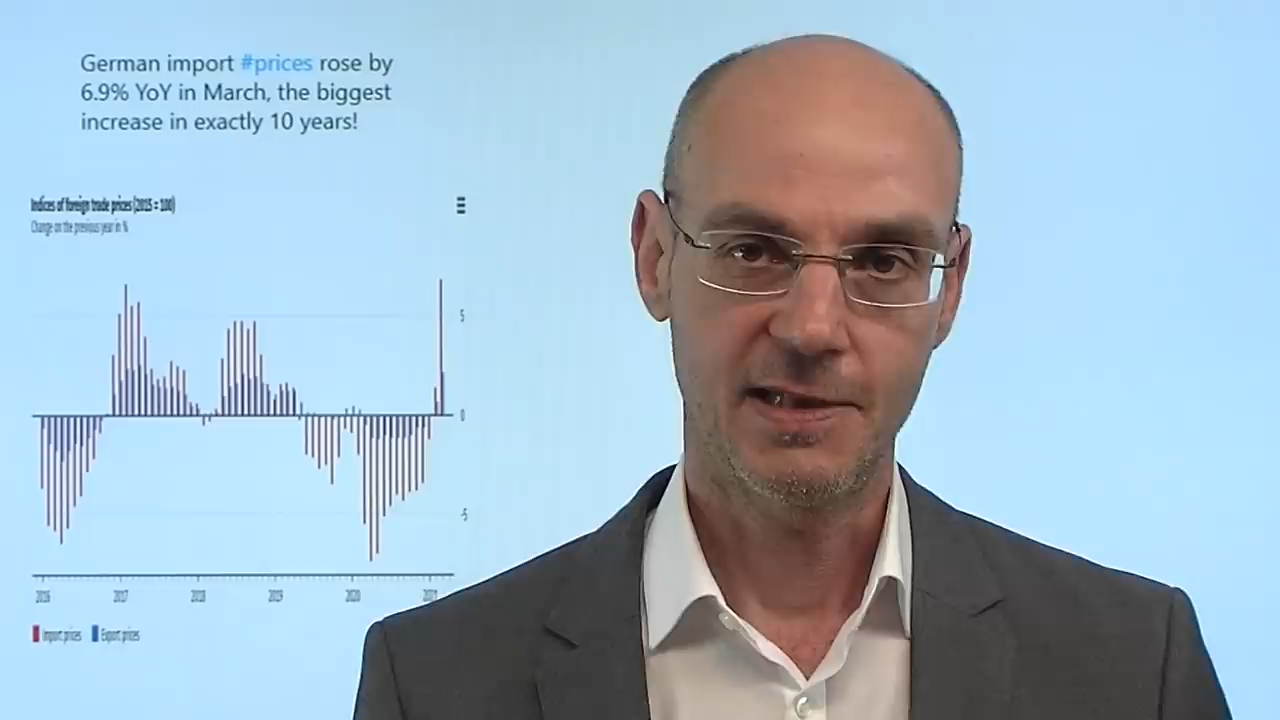 German import #prices rose by
6.9% YoY in March, the biggest
increase in exactly 10 years!
Indices of foreign trade prices (2015 = 100)
Change on the previous year in %
5
0
-5
2016 2017 2018 2019 2020 2021
Import prices Export prices